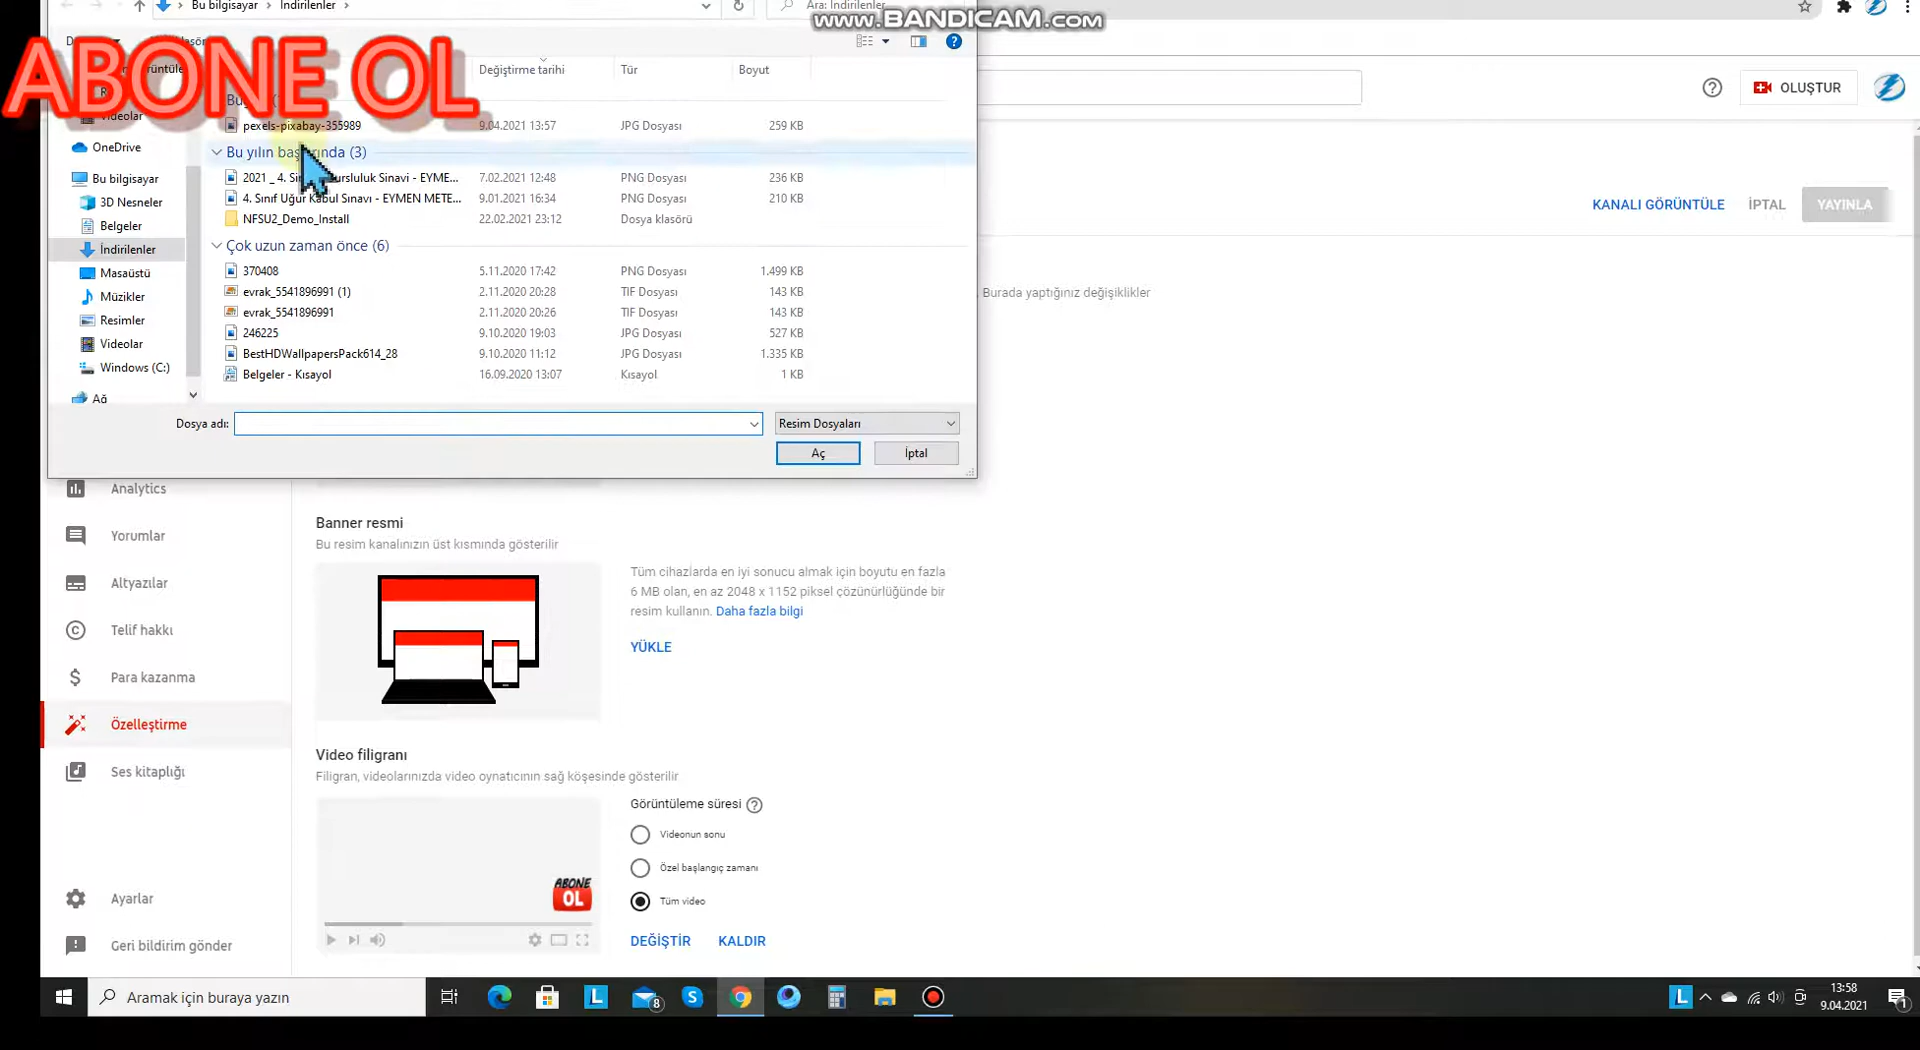 Bu bilgisayar › İndirilenler ›
Ara: İndirilenler
www.BANDICAM.com
ABONE OL
Değiştirme tarihi Tür Boyut
pexels-pixabay-355989 9.04.2021 13:57 JPG Dosyası 259 KB
Bu yılın başlarında (3)
2021 _ 4. 7.02.2021 12:48 PNG Dosyası 236 KB
4. Sınıf Uğur Kabul Sınavı - EYMEN METE... 9.01.2021 16:34 PNG Dosyası 210 KB
NFSU2_Demo_Install 22.02.2021 23:12 Dosya klasörü
Çok uzun zaman önce (6)
370408 5.11.2020 17:42 PNG Dosyası 1.499 KB
evrak_5541896991 (1) 2.11.2020 20:28 TIF Dosyası 143 KB
evrak_5541896991 2.11.2020 20:26 TIF Dosyası 143 KB
246225 9.10.2020 19:03 JPG Dosyası 527 KB
BestHDWallpapersPack614_28 9.10.2020 11:12 JPG Dosyası 1.335 KB
Belgeler - Kısayol 16.09.2020 13:07 Kısayol 1 KB
Videolar
OneDrive
Bu bilgisayar
3D Nesneler
Belgeler
İndirilenler
Masaüstü
Müzikler
Resimler
Videolar
Windows (C:)
Ağ
Dosya adı:
Resim Dosyaları
Aç
İptal
OLUŞTUR
KANALI GÖRÜNTÜLE İPTAL YAYINLA
. Burada yaptığınız değişiklikler
Analytics
Yorumlar
Altyazılar
Telif hakkı
Para kazanma
Özelleştirme
Ses kitaplığı
Ayarlar
Geri bildirim gönder
Banner resmi
Bu resim kanalınızın üst kısmında gösterilir
Tüm cihazlarda en iyi sonucu almak için boyutu en fazla
6 MB olan, en az 2048 x 1152 piksel çözünürlüğünde bir
resim kullanın. Daha fazla bilgi
YÜKLE
Video filigranı
Filigran, videolarınızda video oynatıcının sağ köşesinde gösterilir
ABONE
OL
Görüntüleme süresi
Videonun sonu
Özel başlangıç zamanı
Tüm video
DEĞİŞTİR KALDIR
Aramak için buraya yazın
8
13:58
9.04.2021
1